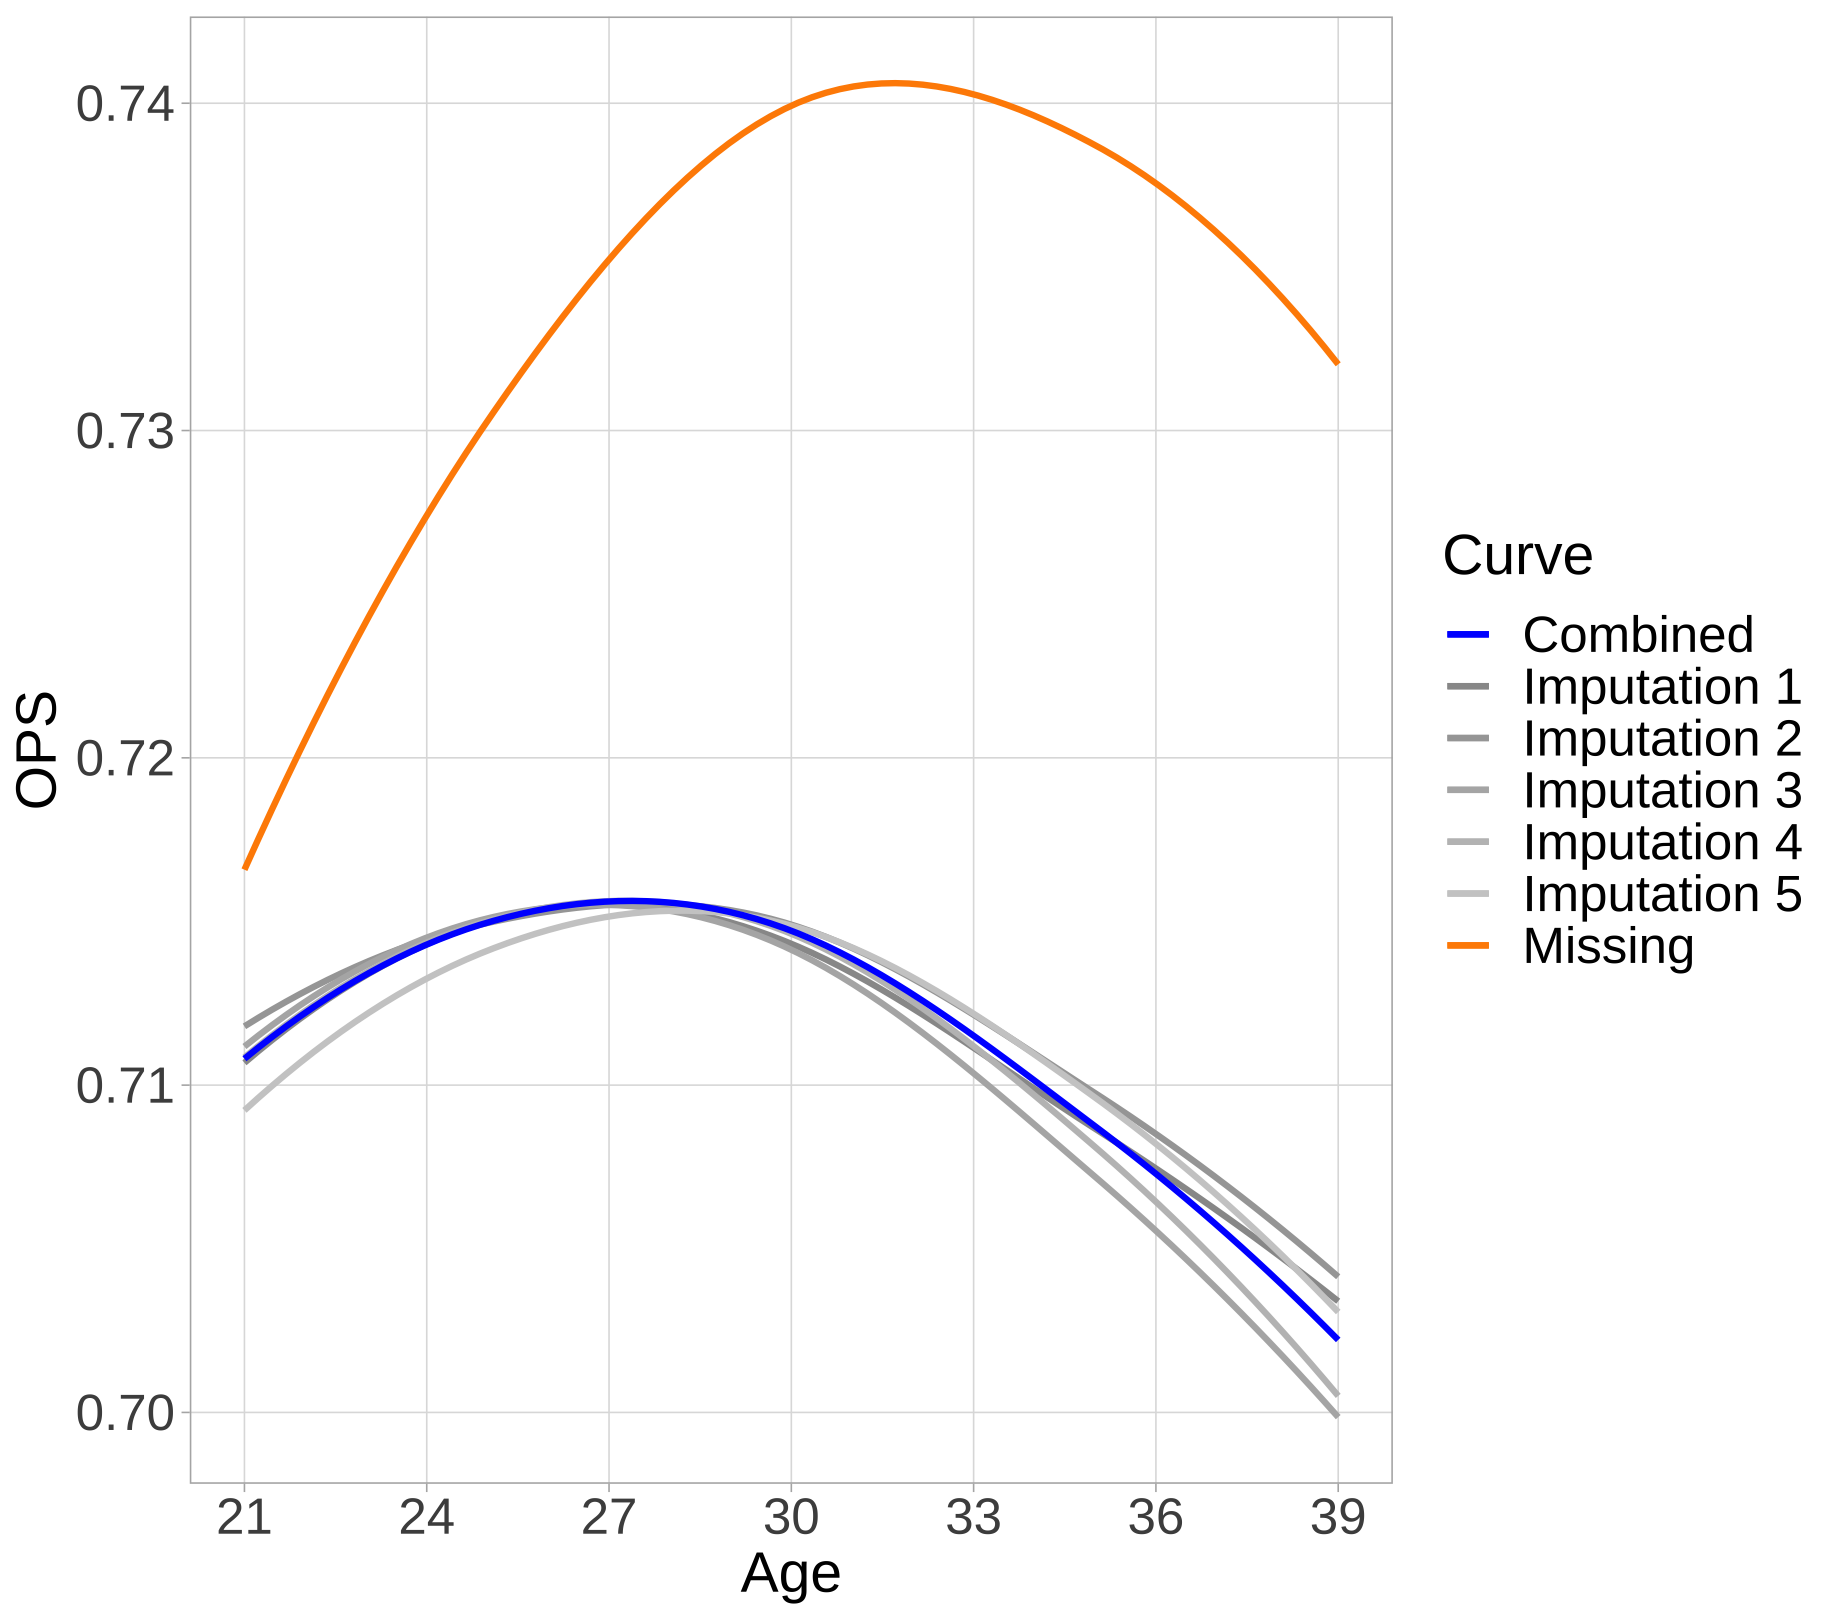 0.74
0.73
0.72
0.71
0.70
OPS
21 24 27 30 33 36 39
Age
Curve
Combined
Imputation 1
Imputation 2
Imputation 3
Imputation 4
Imputation 5
Missing